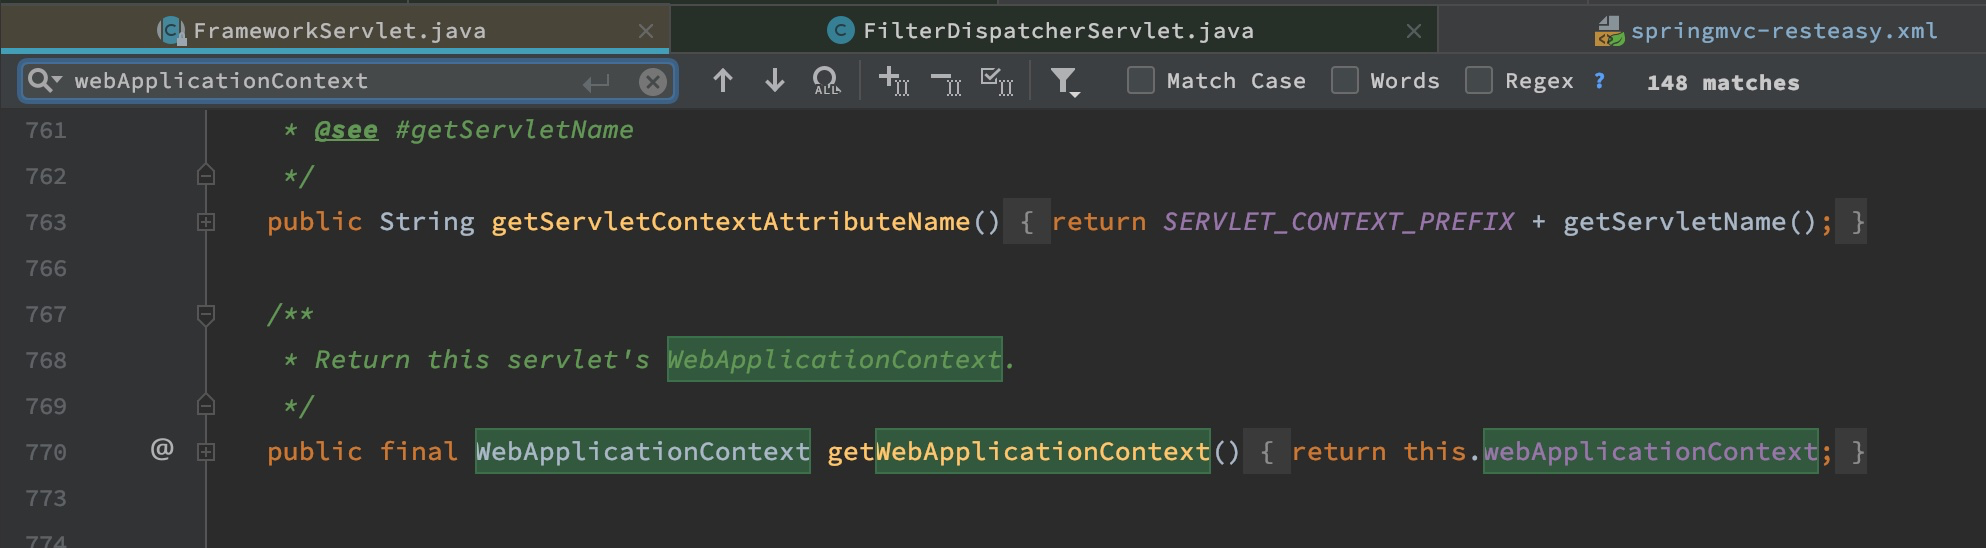 FrameworkServlet.java FilterDispatcherServlet.java springmvc-resteasy.xml
webApplicationContext ALL Match Case Words Regex ? 148 matches
761 * @see #getServletName
762 */
763 public String getServletContextAttributeName() { return SERVLET_CONTEXT_PREFIX + getServletName(); }
766
767 /**
768 * Return this servlet's WebApplicationContext.
769 */
770 @ public final WebApplicationContext getWebApplicationContext() { return this.webApplicationContext; }
773
774